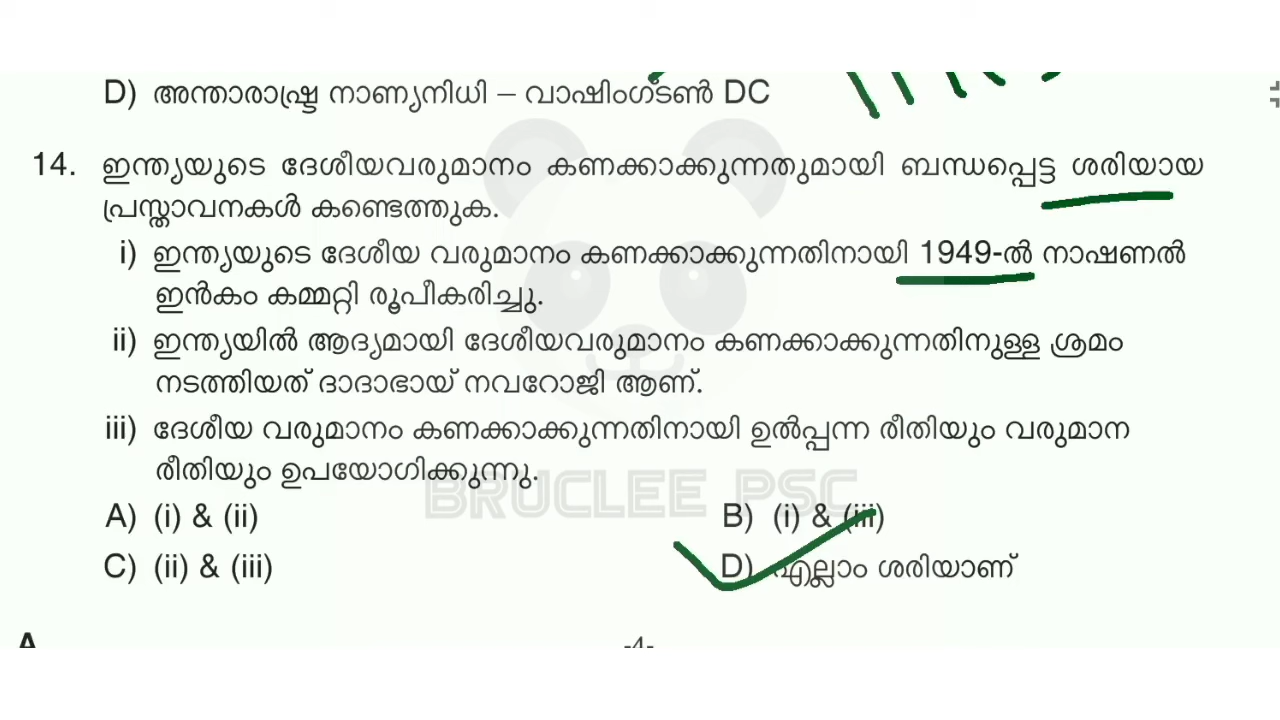 D) അന്താരാഷ്ട്ര നാണ്യനിധി – വാഷിംഗ്ടൺ DC
14. ഇന്ത്യയുടെ ദേശീയവരുമാനം കണക്കാക്കുന്നതുമായി ബന്ധപ്പെട്ട ശരിയായ
പ്രസ്താവനകൾ കണ്ടെത്തുക.
i) ഇന്ത്യയുടെ ദേശീയ വരുമാനം കണക്കാക്കുന്നതിനായി 1949-ൽ നാഷണൽ
ഇൻകം കമ്മറ്റി രൂപീകരിച്ചു.
ii) ഇന്ത്യയിൽ ആദ്യമായി ദേശീയവരുമാനം കണക്കാക്കുന്നതിനുള്ള ശ്രമം
നടത്തിയത് ദാദാഭായ് നവറോജി ആണ്.
iii) ദേശീയ വരുമാനം കണക്കാക്കുന്നതിനായി ഉൽപ്പന്ന രീതിയും വരുമാന
രീതിയും ഉപയോഗിക്കുന്നു.
BRUCLEE PSC
A) (i) & (ii) B) (i) & (iii)
C) (ii) & (iii) D) എല്ലാം ശരിയാണ്
A -4-